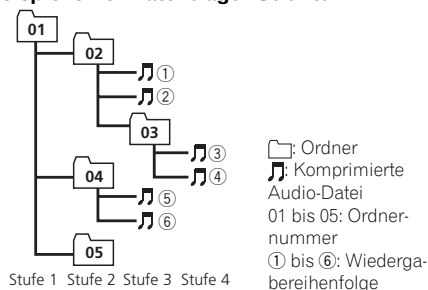 01
02
①
②
03
③
④
04
⑤
⑥
05
Stufe 1 Stufe 2 Stufe 3 Stufe 4
: Ordner
: Komprimierte
Audio-Datei
01 bis 05: Ordner-
nummer
① bis ⑥: Wiederga-
bereihenfolge